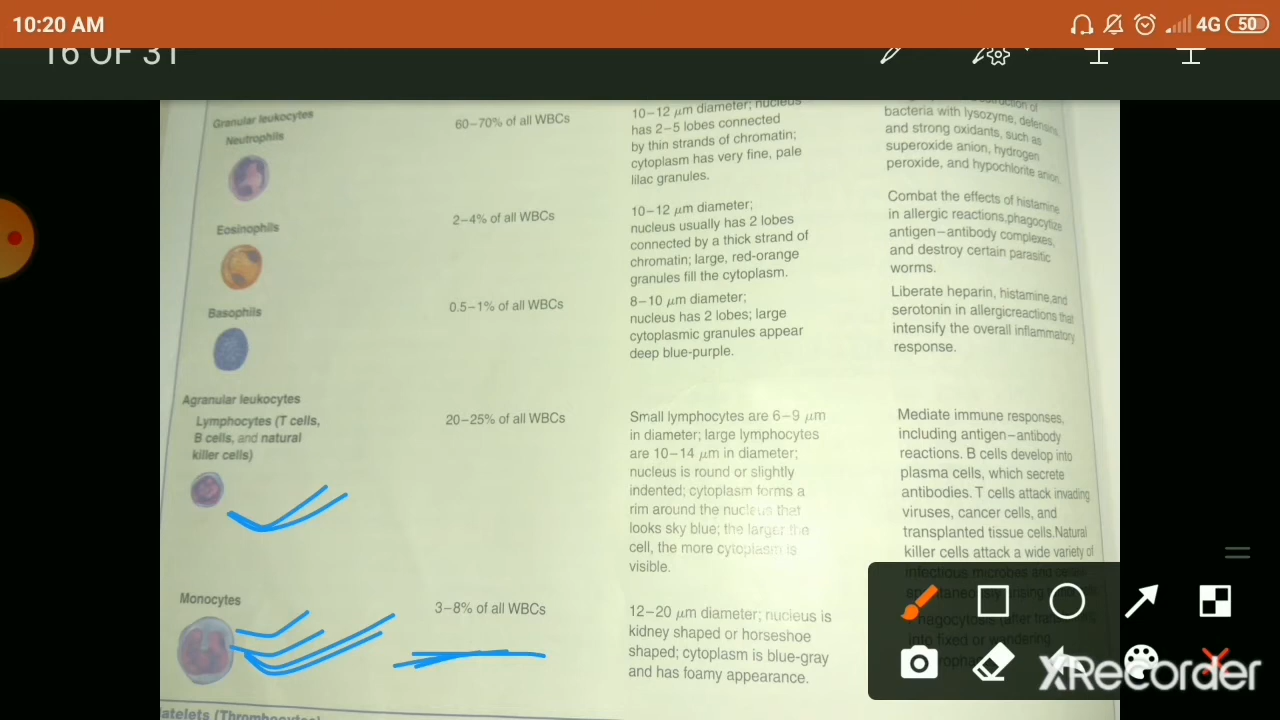 10:20 AM
4G 50
16 OF 31
Granular leukocytes
Neutrophils
60–70% of all WBCs
10–12 μm diameter; nucleus
has 2–5 lobes connected
by thin strands of chromatin;
cytoplasm has very fine, pale
lilac granules.
bacteria with lysozyme, defensins,
and strong oxidants, such as
superoxide anion, hydrogen
peroxide, and hypochlorite anion.
Eosinophils
2–4% of all WBCs
10–12 μm diameter;
nucleus usually has 2 lobes
connected by a thick strand of
chromatin; large, red-orange
granules fill the cytoplasm.
Combat the effects of histamine
in allergic reactions,phagocytize
antigen–antibody complexes,
and destroy certain parasitic
worms.
Basophils
0.5–1% of all WBCs
8–10 μm diameter;
nucleus has 2 lobes; large
cytoplasmic granules appear
deep blue-purple.
Liberate heparin, histamine,and
serotonin in allergicreactions that
intensify the overall inflammatory
response.
Agranular leukocytes
Lymphocytes (T cells,
B cells, and natural
killer cells)
20–25% of all WBCs
Small lymphocytes are 6–9 μm
in diameter; large lymphocytes
are 10–14 μm in diameter;
nucleus is round or slightly
indented; cytoplasm forms a
rim around the nucleus that
looks sky blue; the larger the
cell, the more cytoplasm is
visible.
Mediate immune responses,
including antigen–antibody
reactions. B cells develop into
plasma cells, which secrete
antibodies. T cells attack invading
viruses, cancer cells, and
transplanted tissue cells.Natural
killer cells attack a wide variety of
infectious microbes and
Monocytes
3–8% of all WBCs
12–20 μm diameter; nucleus is
kidney shaped or horseshoe
shaped; cytoplasm is blue-gray
and has foamy appearance.
Phagocytosis (after
into fixed or wandering
XRecorder